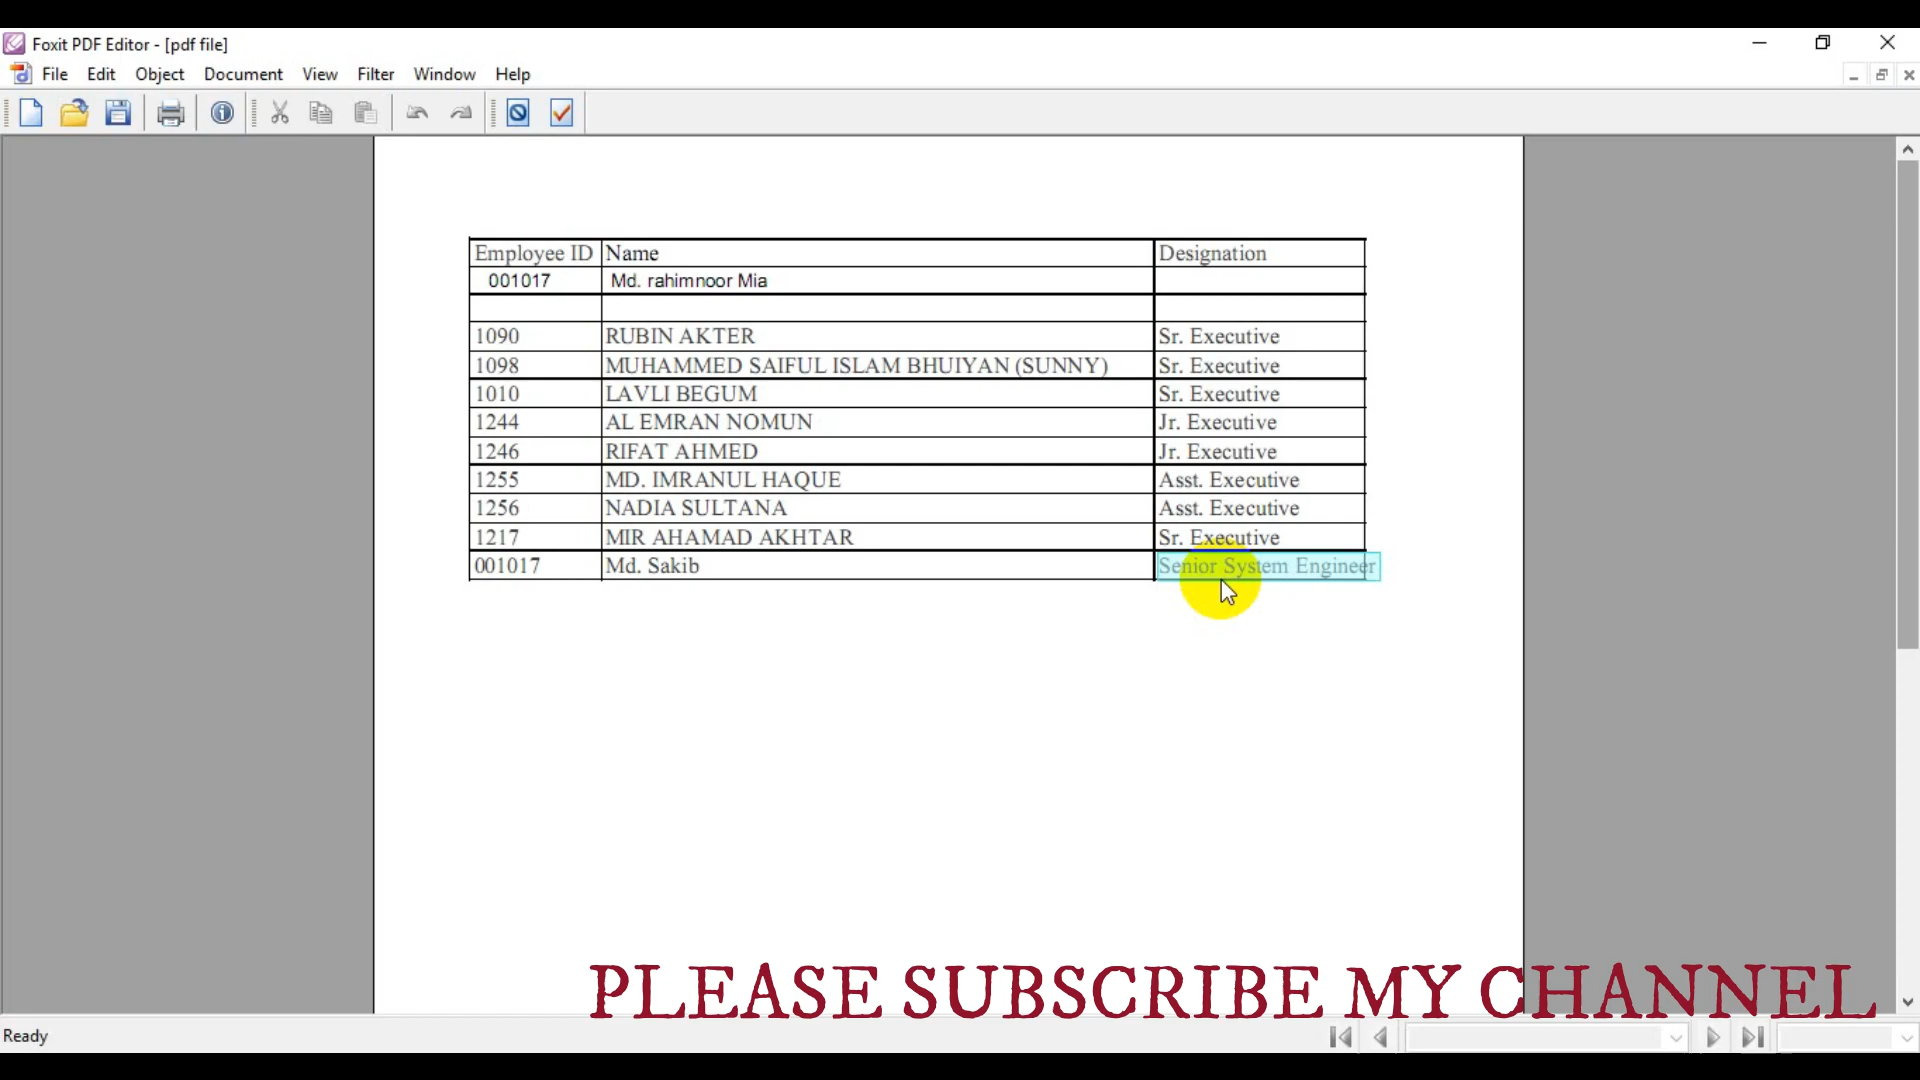 Foxit PDF Editor - [pdf file]
File Edit Object Document View Filter Window Help
Employee ID Name Designation
001017 Md. rahimnoor Mia
1090 RUBIN AKTER Sr. Executive
1098 MUHAMMED SAIFUL ISLAM BHUIYAN (SUNNY) Sr. Executive
1010 LAVLI BEGUM Sr. Executive
1244 AL EMRAN NOMUN Jr. Executive
1246 RIFAT AHMED Jr. Executive
1255 MD. IMRANUL HAQUE Asst. Executive
1256 NADIA SULTANA Asst. Executive
1217 MIR AHAMAD AKHTAR Sr. Executive
001017 Md. Sakib Senior System Engineer
PLEASE SUBSCRIBE MY CHANNEL
Ready